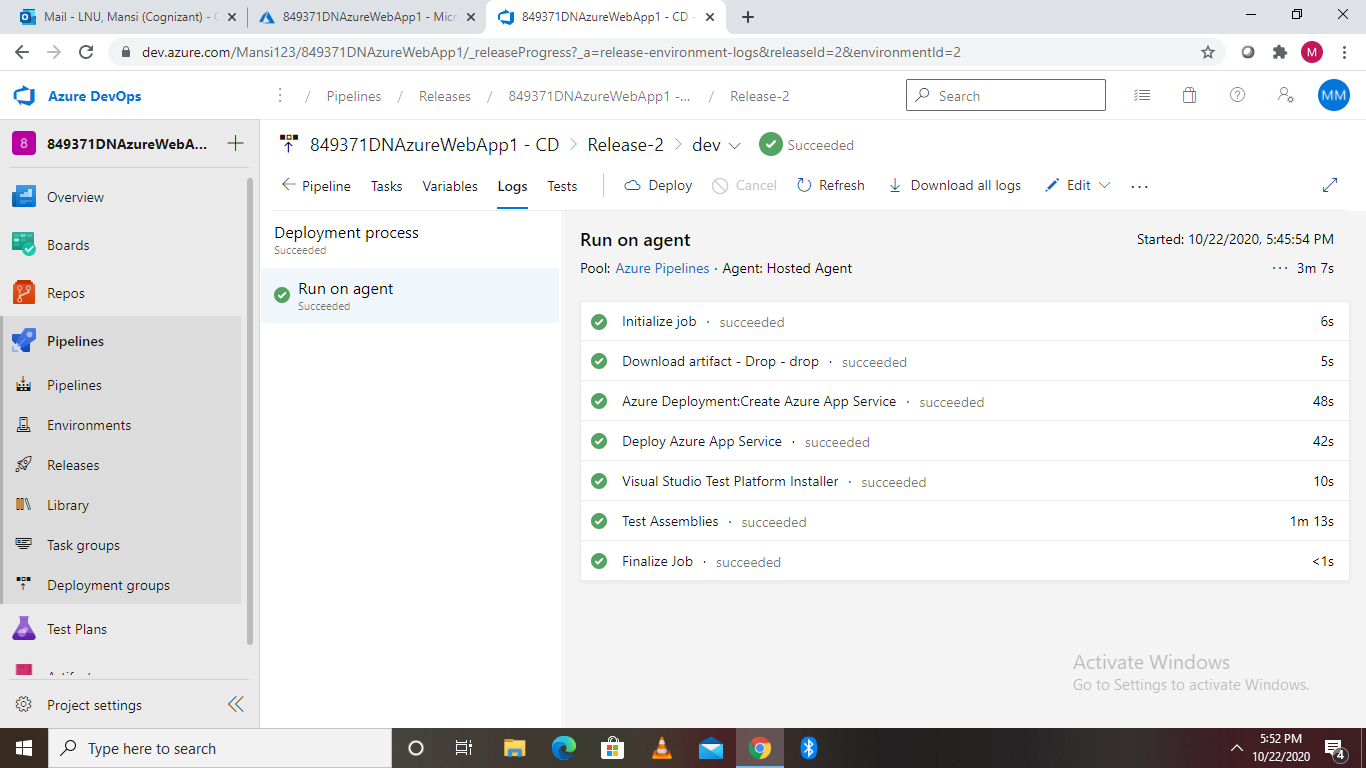 Mail - LNU, Mansi (Cognizant) -
849371DNAzureWebApp1 - Micr
849371DNAzureWebApp1 - CD -
dev.azure.com/Mansi123/849371DNAzureWebApp1/_releaseProgress?_a=release-environment-logs&releaseId=2&environmentId=2
M
Azure DevOps
/ Pipelines / Releases / 849371DNAzureWebApp1 -... / Release-2
Search
MM
8 849371DNAzureWebA...
849371DNAzureWebApp1 - CD > Release-2 > dev
Succeeded
Pipeline Tasks Variables Logs Tests Deploy Cancel Refresh Download all logs Edit ...
Overview
Boards
Repos
Pipelines
Pipelines
Environments
Releases
Library
Task groups
Deployment groups
Test Plans
Project settings
Deployment process
Succeeded
Run on agent
Succeeded
Run on agent
Started: 10/22/2020, 5:45:54 PM
Pool: Azure Pipelines · Agent: Hosted Agent
··· 3m 7s
Initialize job · succeeded 6s
Download artifact - Drop - drop · succeeded 5s
Azure Deployment:Create Azure App Service · succeeded 48s
Deploy Azure App Service · succeeded 42s
Visual Studio Test Platform Installer · succeeded 10s
Test Assemblies · succeeded 1m 13s
Finalize Job · succeeded <1s
Activate Windows
Go to Settings to activate Windows.
Type here to search
5:52 PM
10/22/2020
4